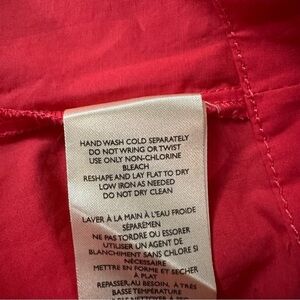 HAND WASH COLD SEPARATELY
DO NOT WRING OR TWIST
USE ONLY NON-CHLORINE
BLEACH
RESHAPE AND LAY FLAT TO DRY
LOW IRON AS NEEDED
DO NOT DRY CLEAN
LAVER À LA MAIN À L'EAU FROIDE
SÉPARÉMEN
NE PAS TORDRE OU ESSORER
UTILISER UN AGENT DE
BLANCHIMENT SANS CHLORE SI
NÉCESSAIRE
METTRE EN FORME ET SÉCHER
À PLAT
REPASSER AU BESOIN, À TRÈS
BASSE TEMPÉRATURE